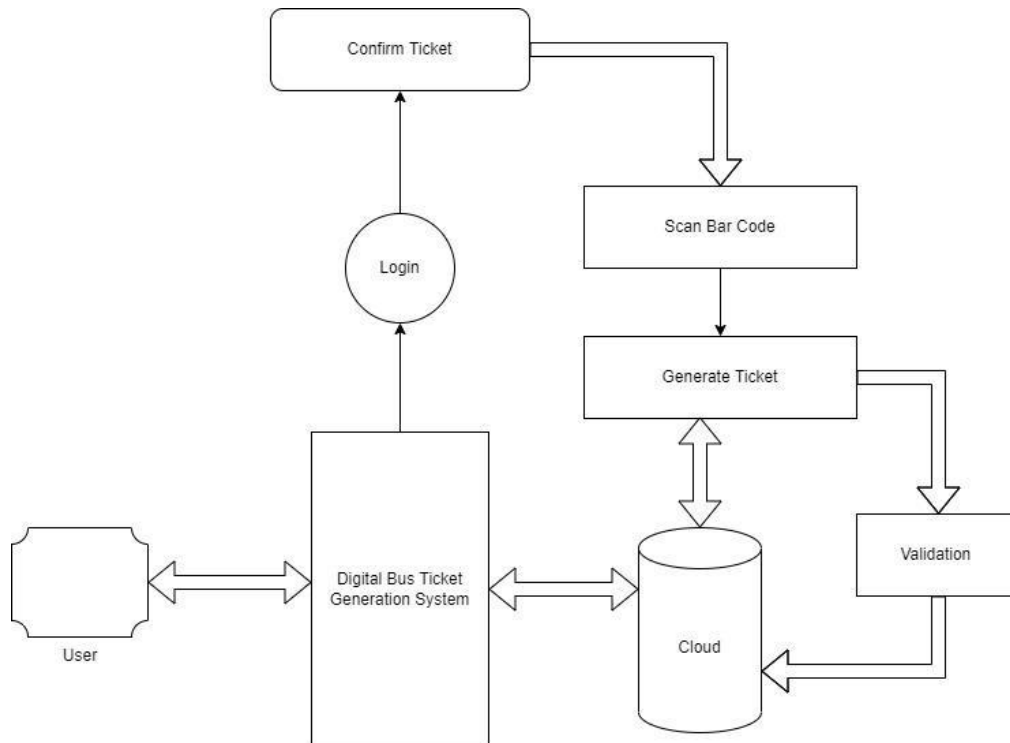 Confirm Ticket
Scan Bar Code
Login
Generate Ticket
Validation
Digital Bus Ticket
Generation System
Cloud
User